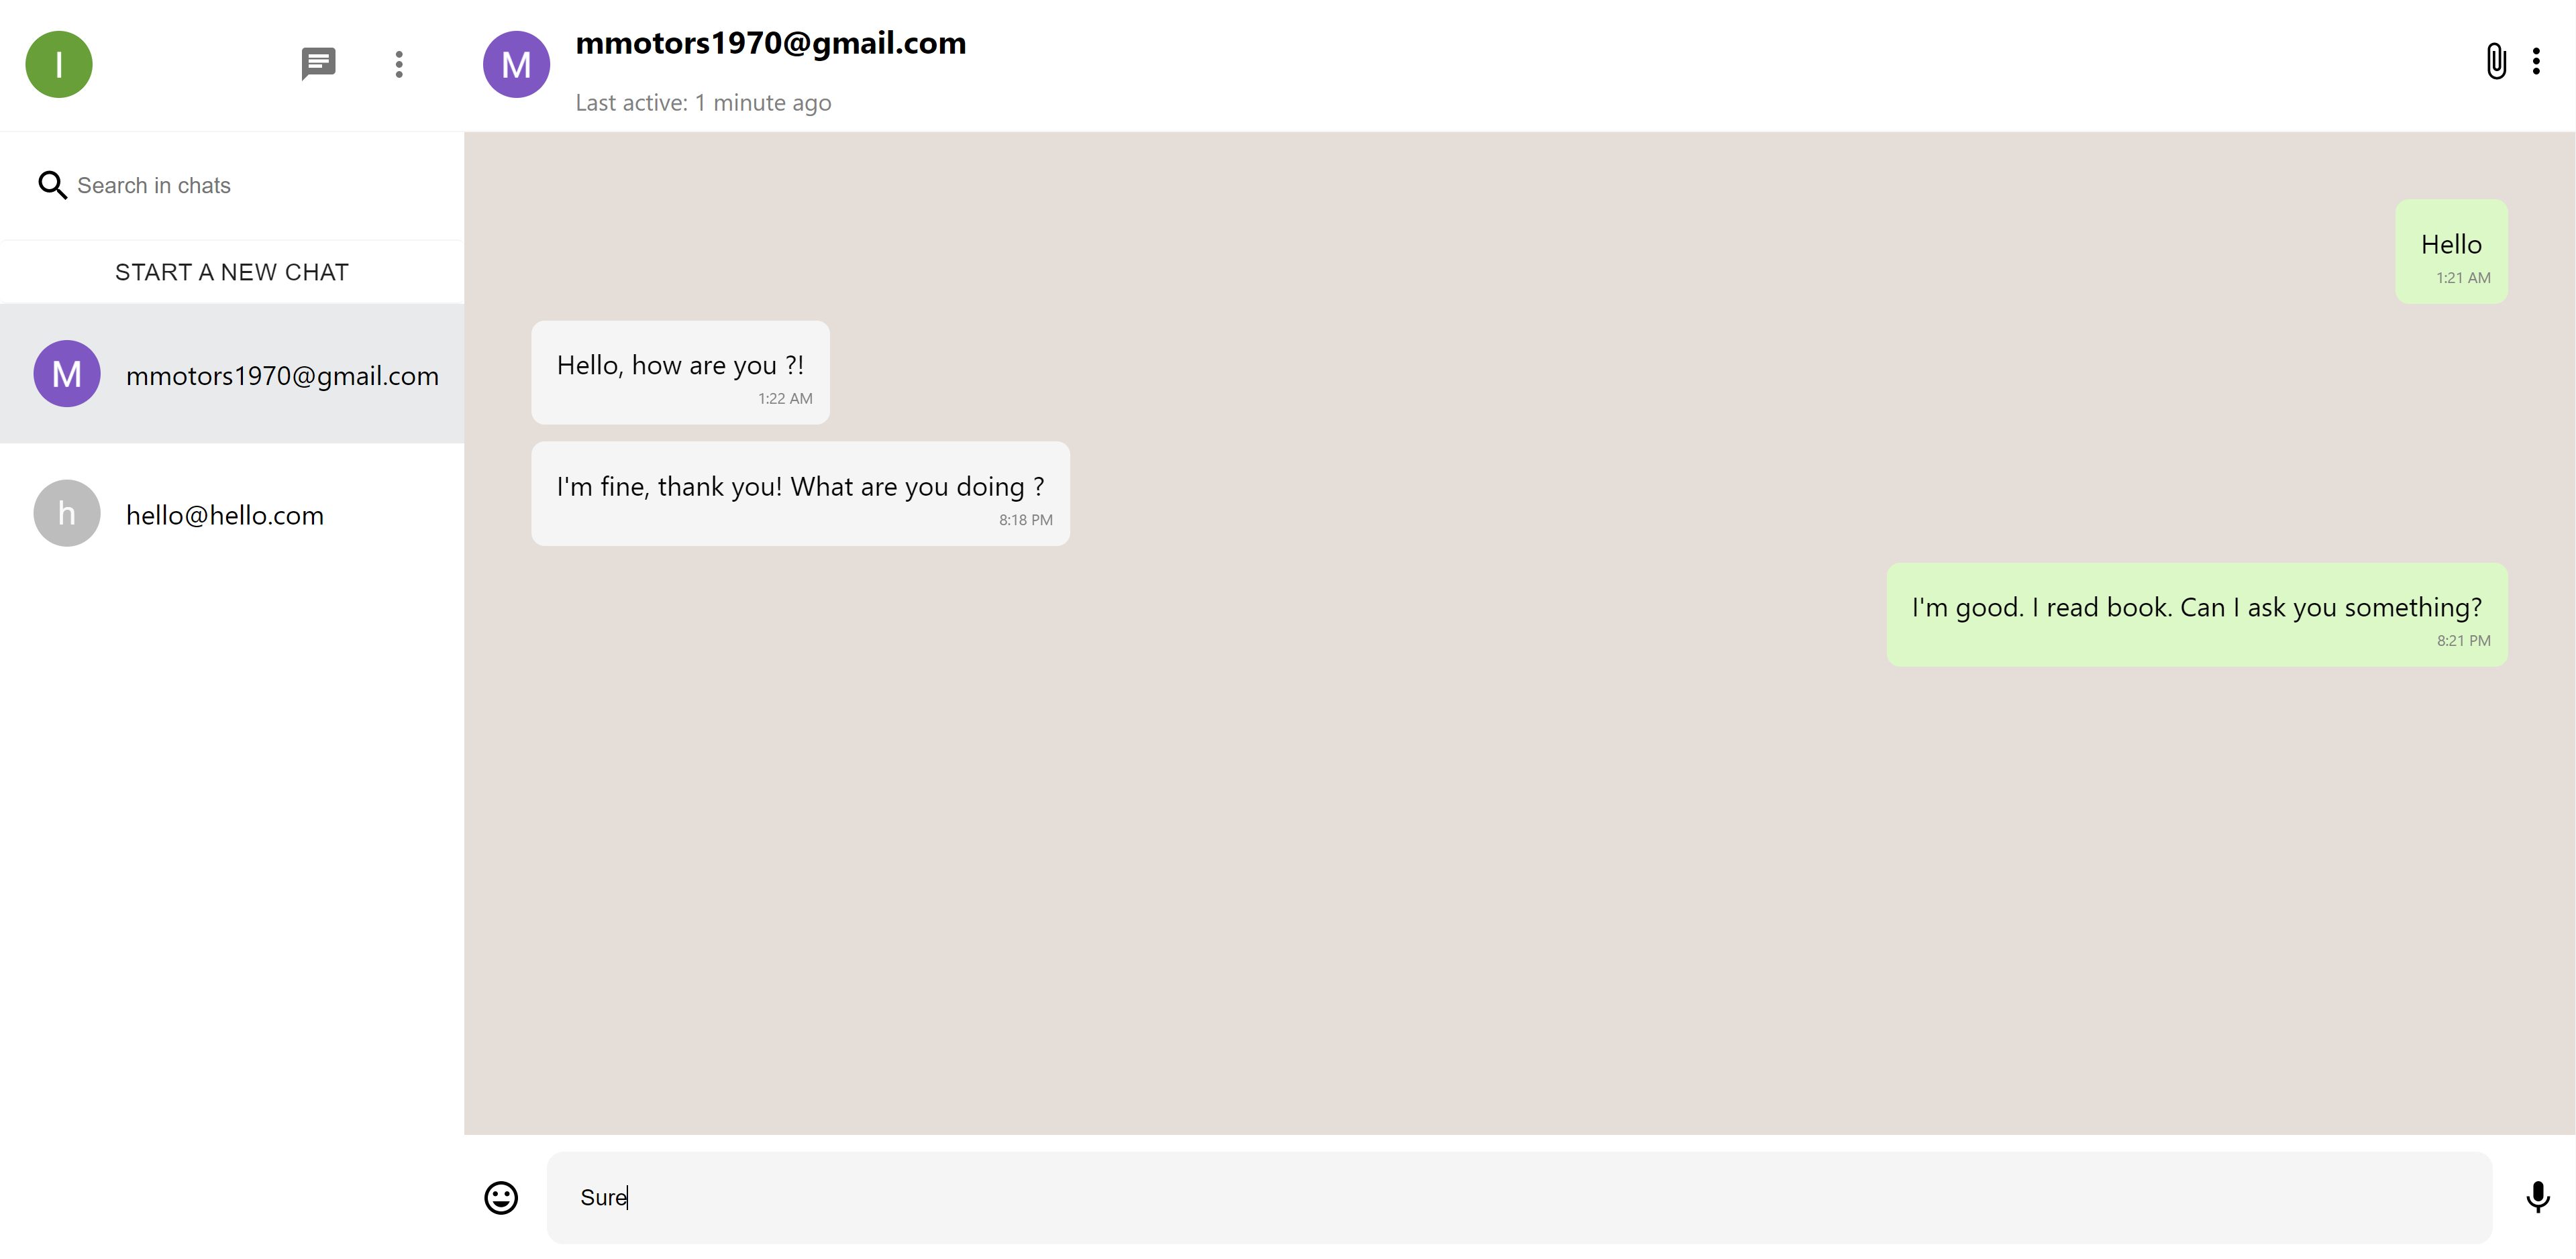 I
Search in chats
START A NEW CHAT
M mmotors1970@gmail.com
h hello@hello.com
M mmotors1970@gmail.com
Last active: 1 minute ago
Hello
1:21 AM
Hello, how are you ?!
1:22 AM
I'm fine, thank you! What are you doing ?
8:18 PM
I'm good. I read book. Can I ask you something?
8:21 PM
Sure